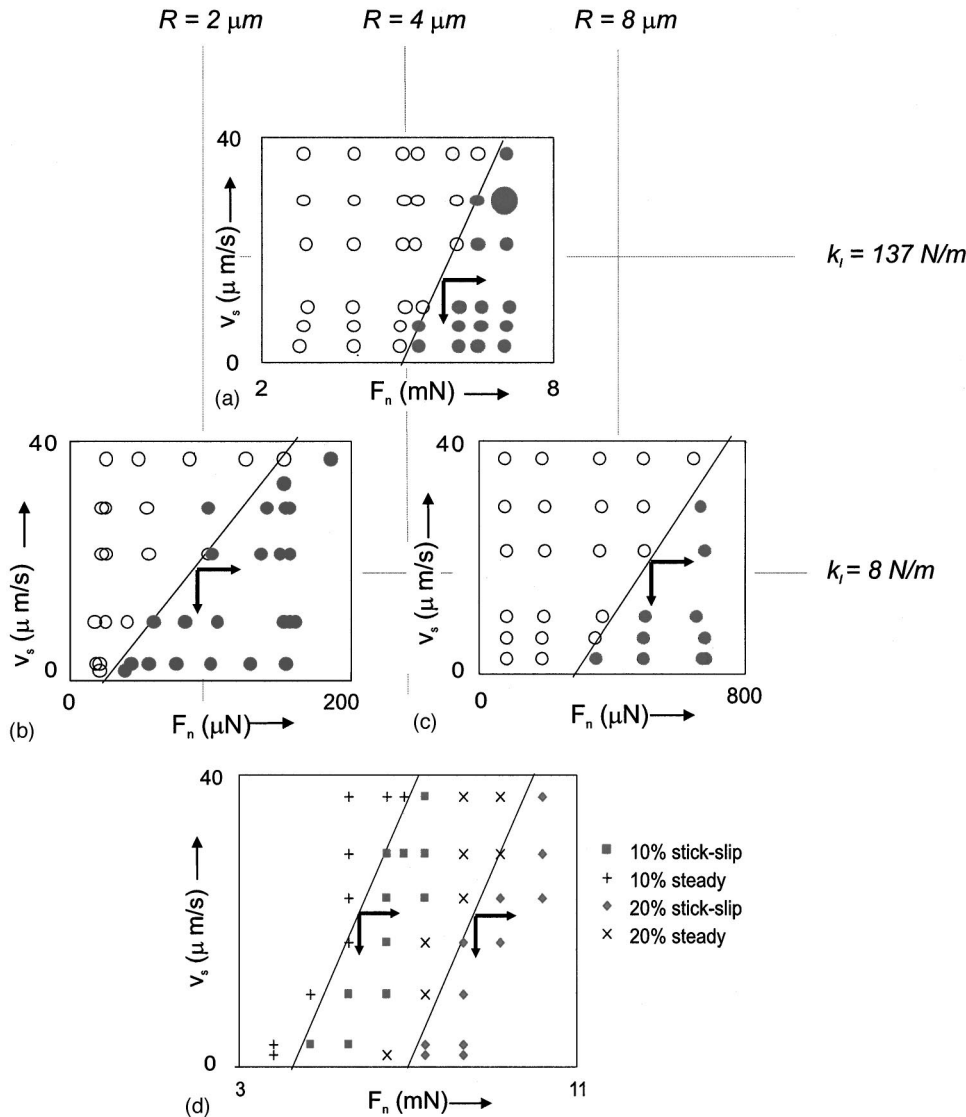 R = 2 μm R = 4 μm R = 8 μm
40
v_s (μ m/s)
0
2
8
(a)
F_n (mN)
k_l = 137 N/m
40
v_s (μ m/s)
0
0
200
(b)
F_n (μN)
40
v_s (μ m/s)
0
0
800
(c)
F_n (μN)
k_l = 8 N/m
40
v_s (μ m/s)
0
3
11
(d)
F_n (mN)
10% stick-slip
10% steady
20% stick-slip
20% steady